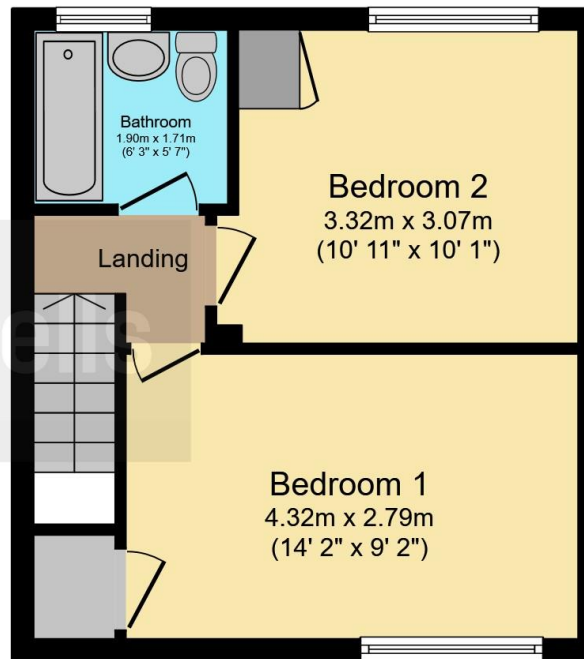 Bathroom
1.90m x 1.71m
(6' 3" x 5' 7")
Bedroom 2
3.32m x 3.07m
(10' 11" x 10' 1")
Landing
ells
Bedroom 1
4.32m x 2.79m
(14' 2" x 9' 2")